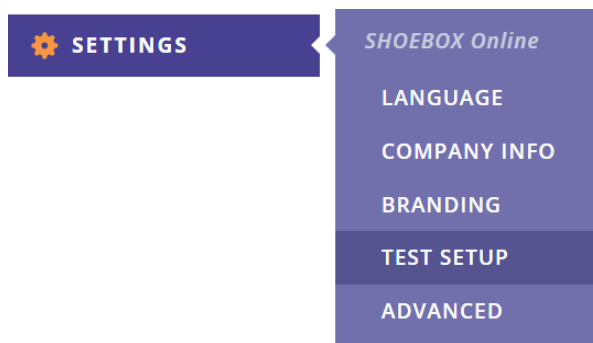 SETTINGS
SHOEBOX Online
LANGUAGE
COMPANY INFO
BRANDING
TEST SETUP
ADVANCED